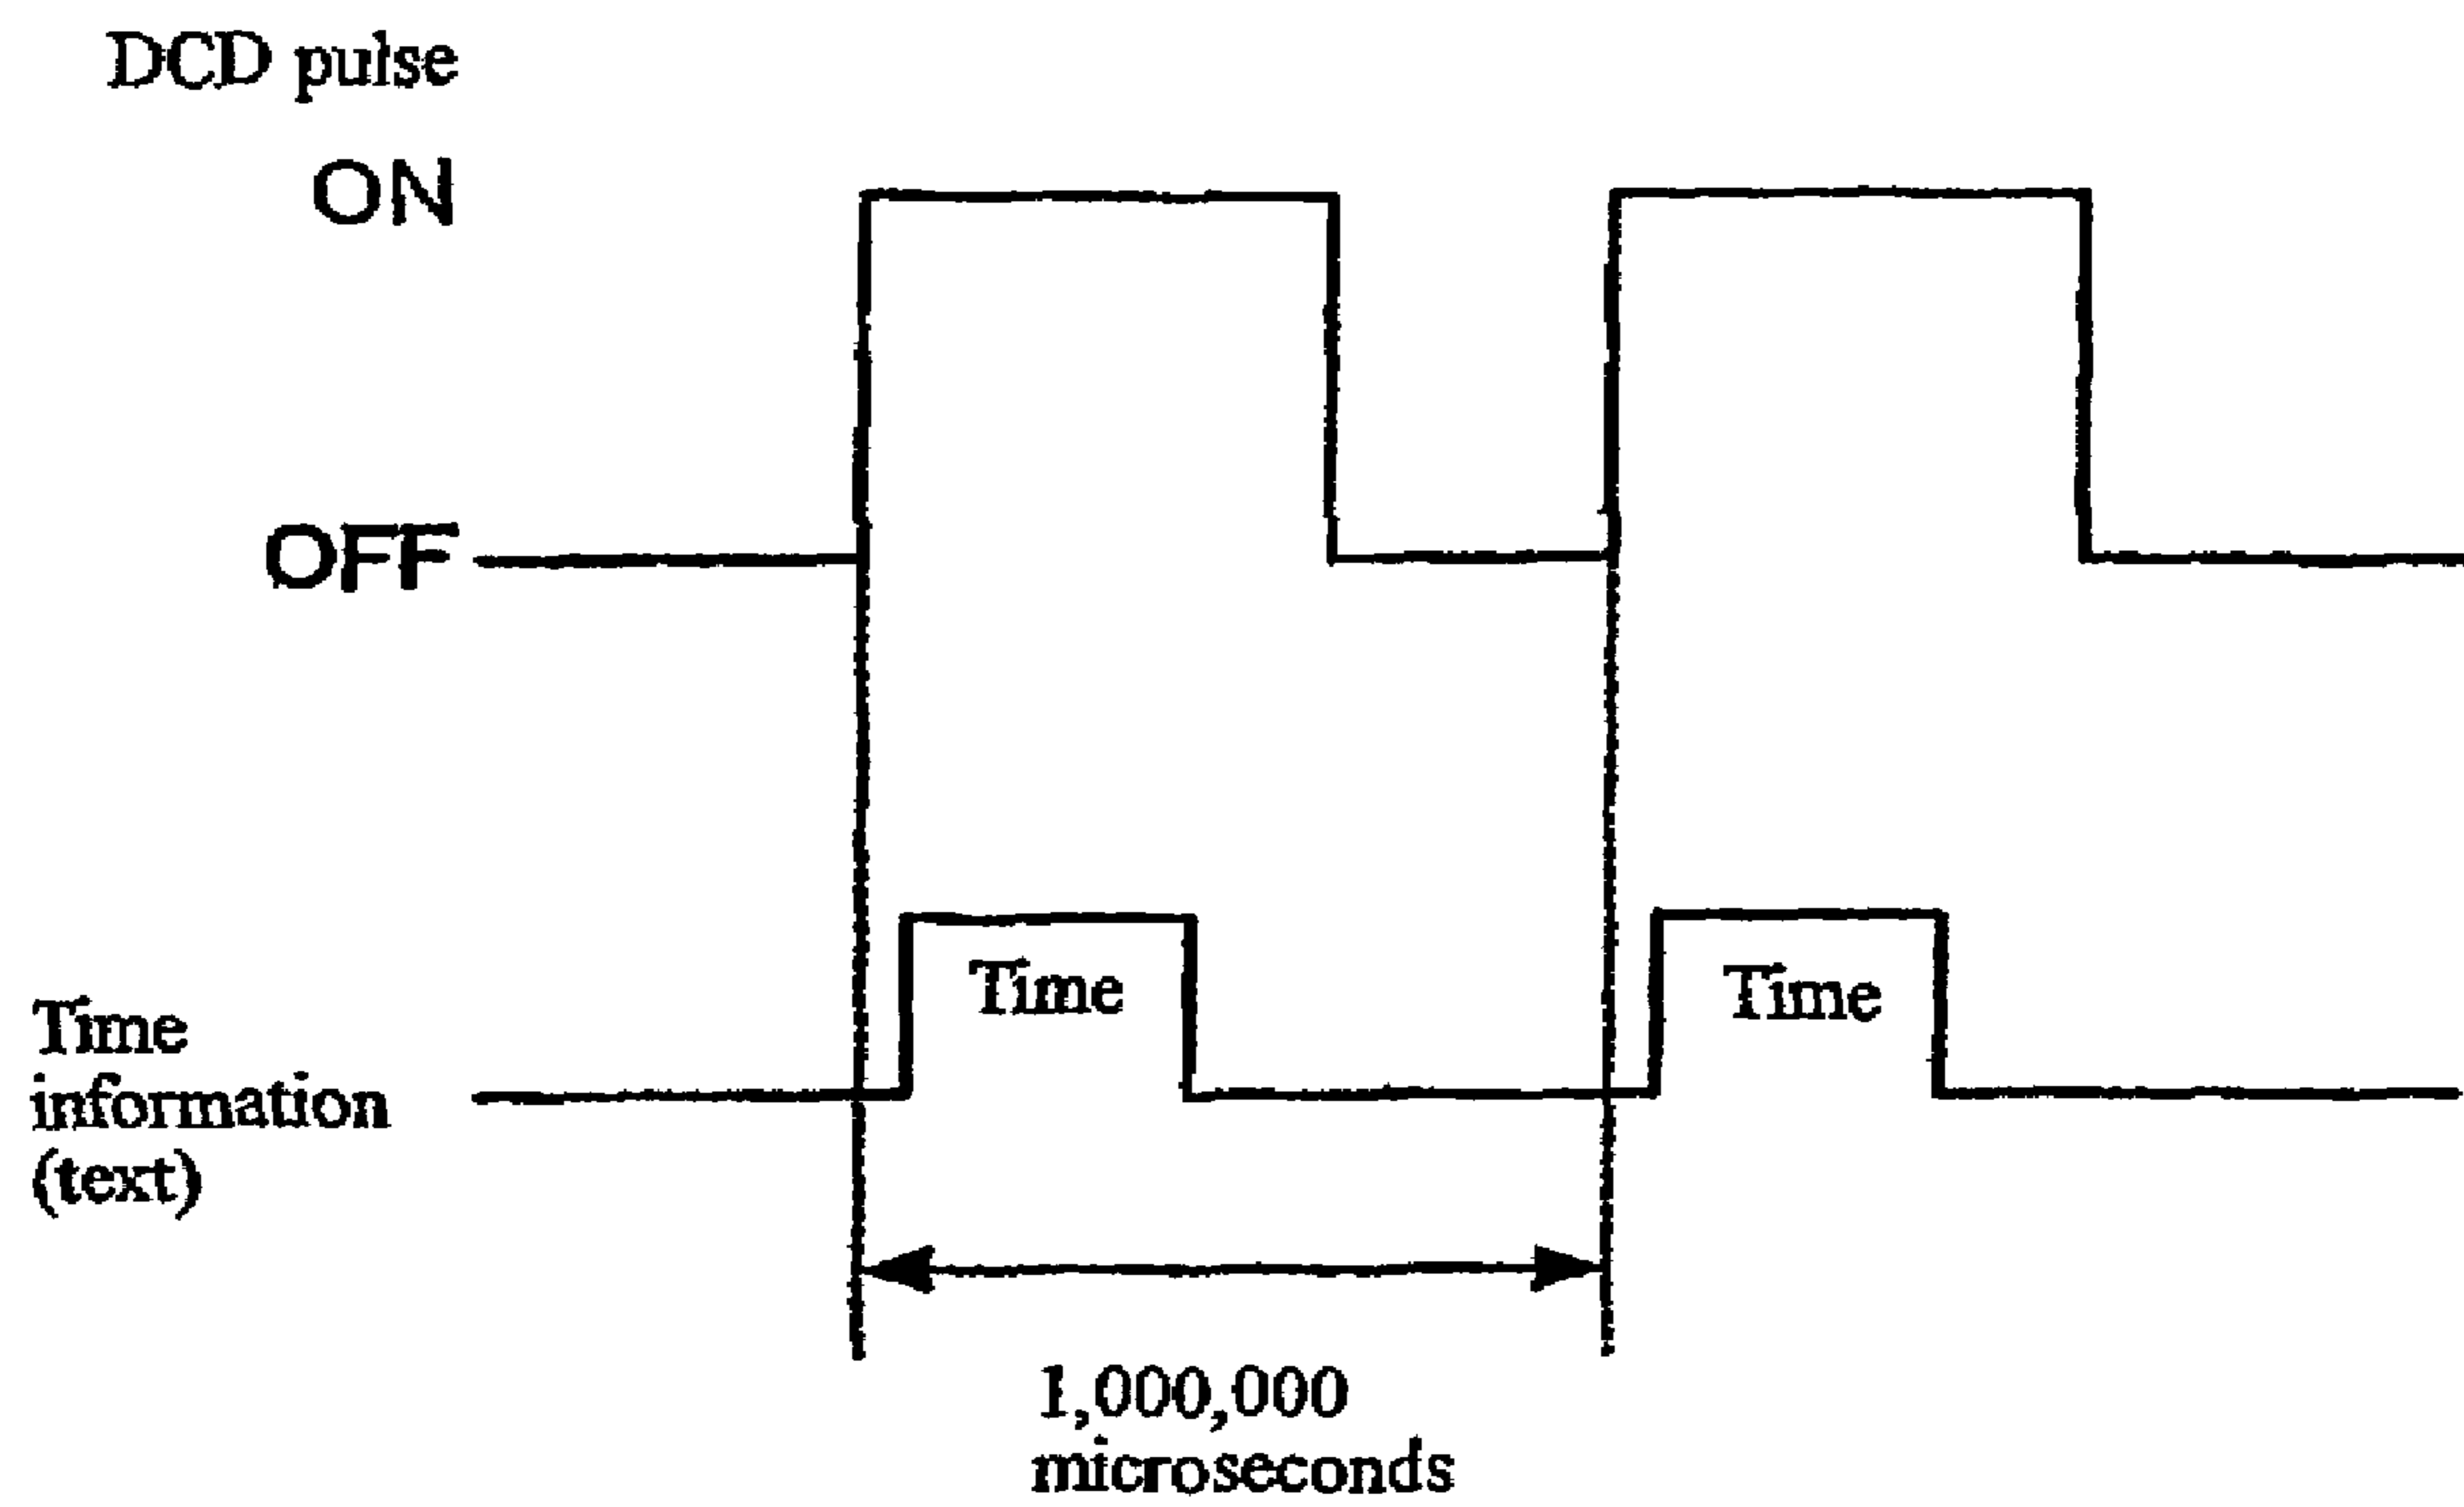 DCD pulse
ON
OFF
Time
Time
Time
information
(text)
1,000,000
microseconds